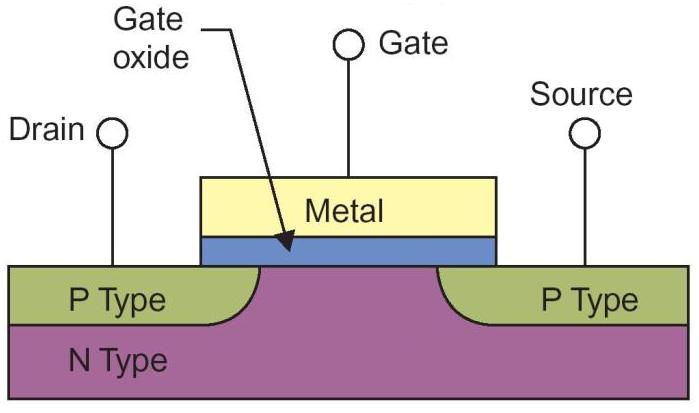 Gate
oxide
Gate
Source
Drain
Metal
P Type
P Type
N Type